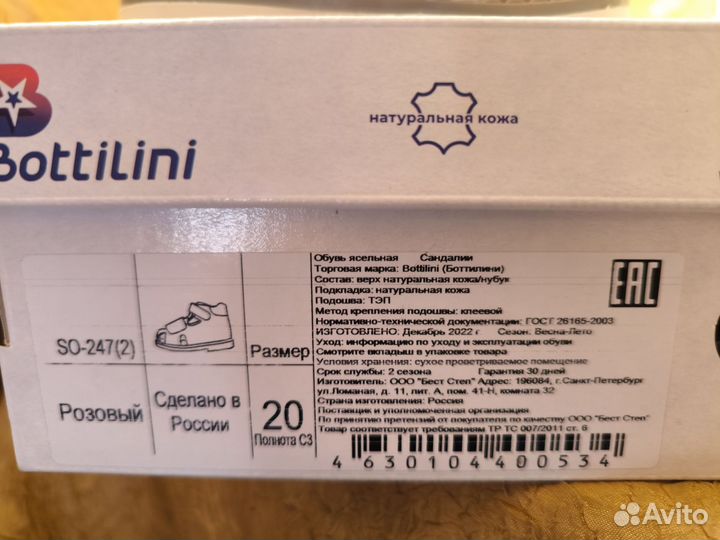 Bottilini
натуральная кожа
SO-247(2)
Размер
Розовый
Сделано в
России
20
Полнота C3
Обувь ясельная Сандалии
Торговая марка: Bottilini (Боттилини)
Состав: верх натуральная кожа/нубук
Подкладка: натуральная кожа
Подошва: ТЭП
Метод крепления подошвы: клеевой
Нормативно-технической документации: ГОСТ 26165-2003
ИЗГОТОВЛЕНО: Декабрь 2022 г Сезон: Весна-Лето
Уход: информацию по уходу и эксплуатации обуви
Смотрите вкладыш в упаковке товара
Условия хранения: сухое проветриваемое помещение
Срок службы: 2 сезона Гарантия 30 дней
Изготовитель: ООО "Бест Степ" Адрес: 196084, г.Санкт-Петербург
ул.Ломаная, д. 11, лит. А, пом. 41-Н, комната 32
Страна изготовления: Россия
Поставщик и уполномоченная организация
По принятию претензий от покупателя по качеству ООО "Бест Степ"
Товар соответствует требованиям ТР ТС 007/2011 ст. 6
EAC
4630104400534
Avito